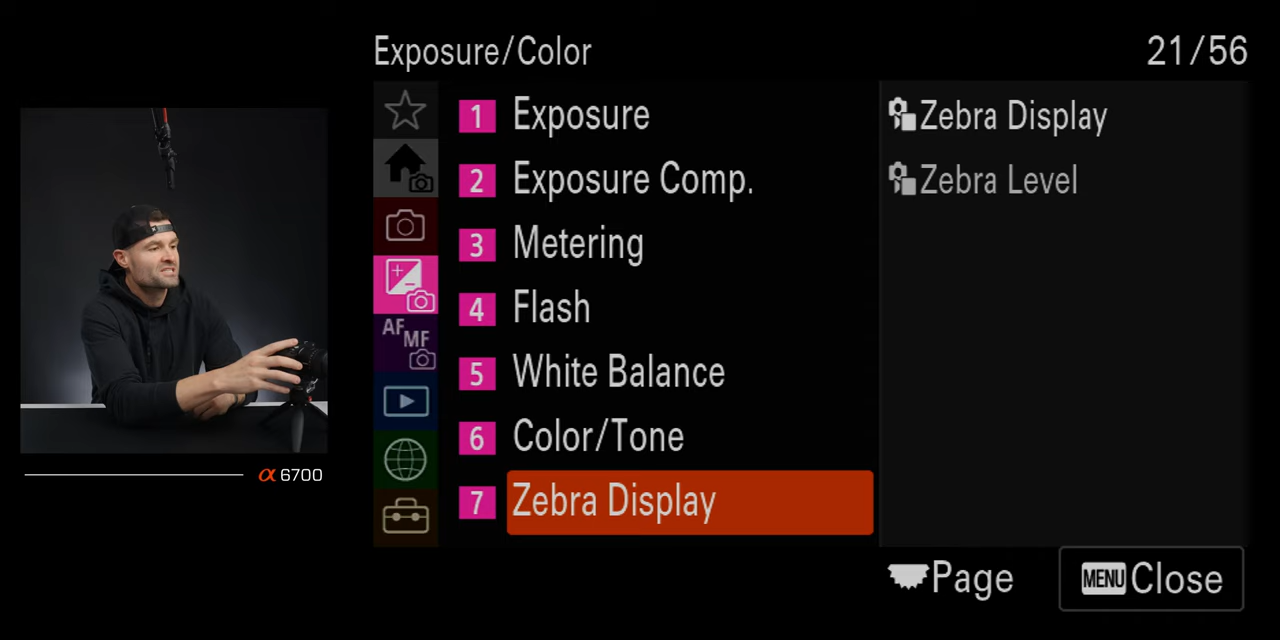 Exposure/Color
21/56
1 Exposure
2 Exposure Comp.
3 Metering
4 Flash
5 White Balance
6 Color/Tone
7 Zebra Display
AF MF
Zebra Display
Zebra Level
α 6700
Page
MENU Close